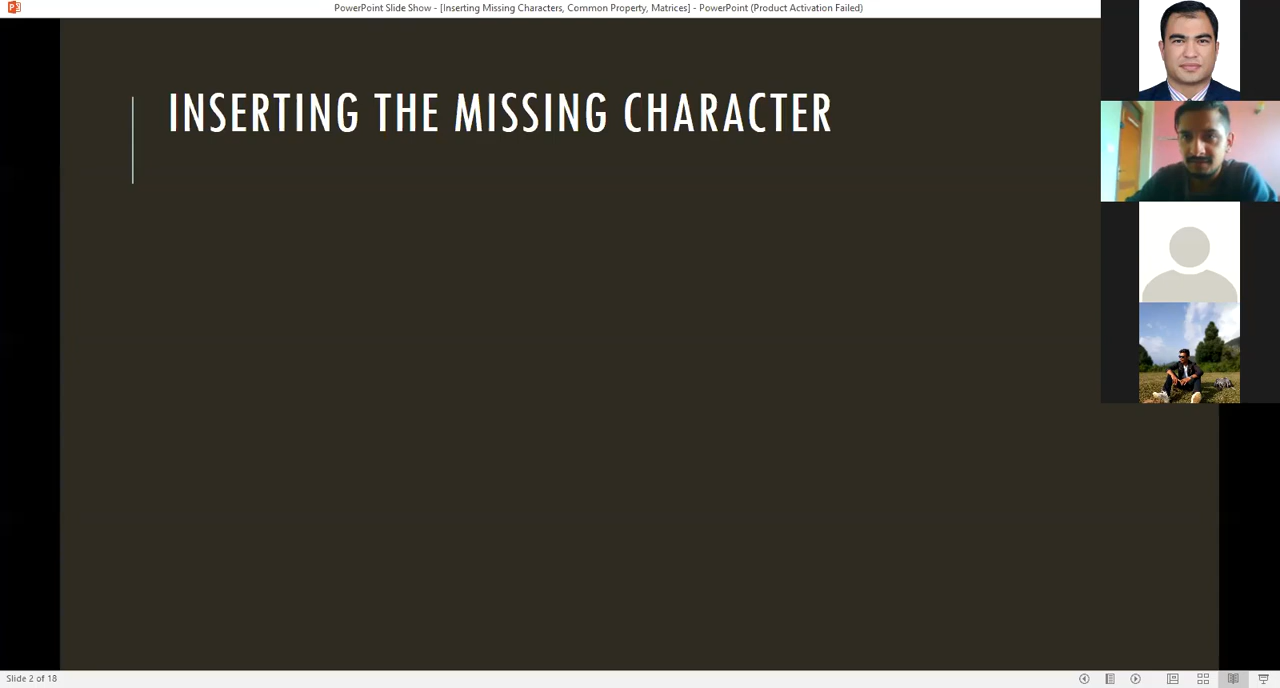 PowerPoint Slide Show - [Inserting Missing Characters, Common Property, Matrices] - PowerPoint (Product Activation Failed)
INSERTING THE MISSING CHARACTER
Slide 2 of 18